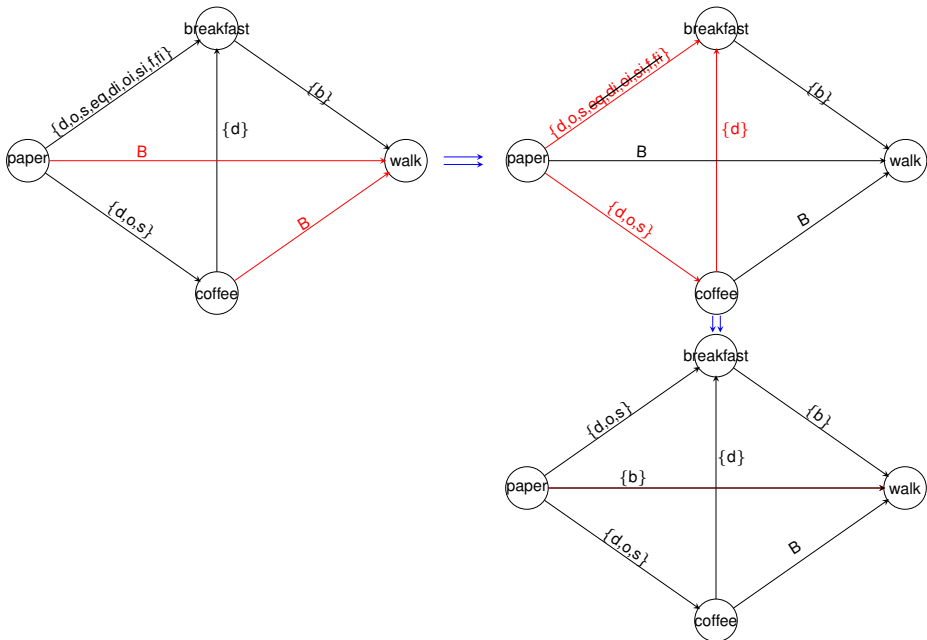 breakfast
{d,o,s,eq,di,oi,si,f,fi}
{b}
{d}
paper
B
walk
{d,o,s}
B
coffee
breakfast
{d,o,s,eq,di,oi,si,f,fi}
{b}
{d}
paper
B
walk
{d,o,s}
B
coffee
breakfast
{d,o,s}
{b}
{d}
paper
{b}
walk
{d,o,s}
B
coffee